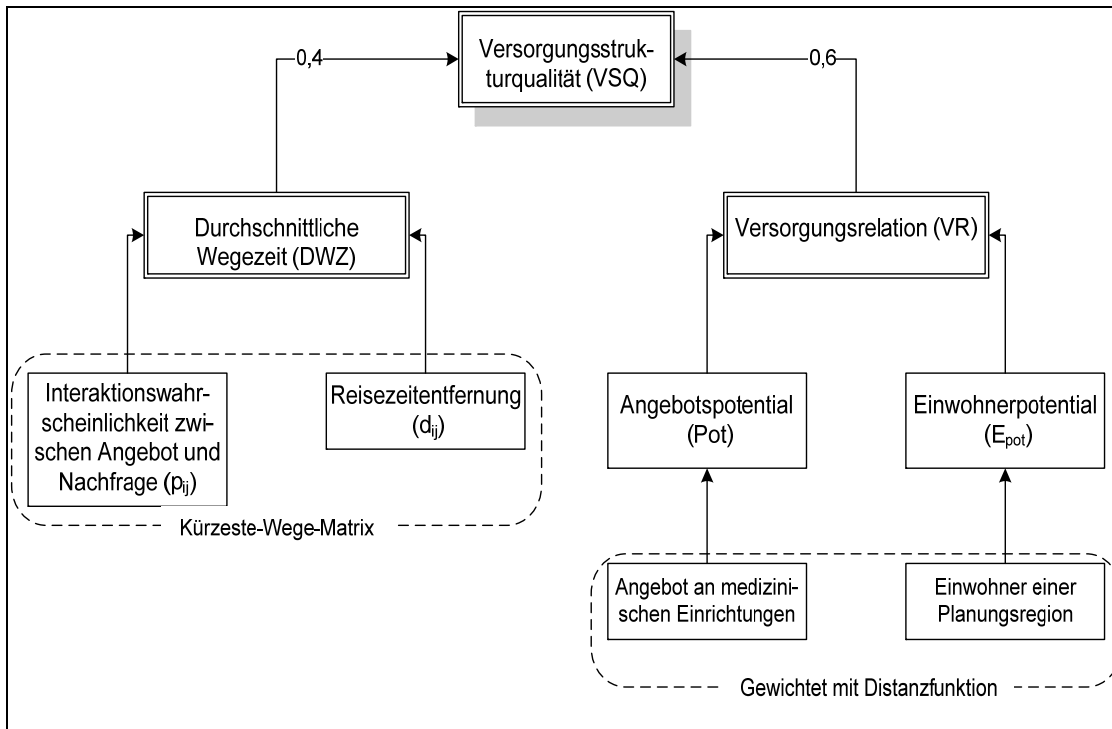 Versorgungsstruk-
turqualität (VSQ)
0,4
0,6
Durchschnittliche
Wegezeit (DWZ)
Versorgungsrelation (VR)
Interaktionswahr-
scheinlichkeit zwi-
schen Angebot und
Nachfrage (pij)
Reisezeitentfernung
(dij)
Angebotspotential
(Pot)
Einwohnerpotential
(Epot)
Kürzeste-Wege-Matrix
Angebot an medizini-
schen Einrichtungen
Einwohner einer
Planungsregion
Gewichtet mit Distanzfunktion